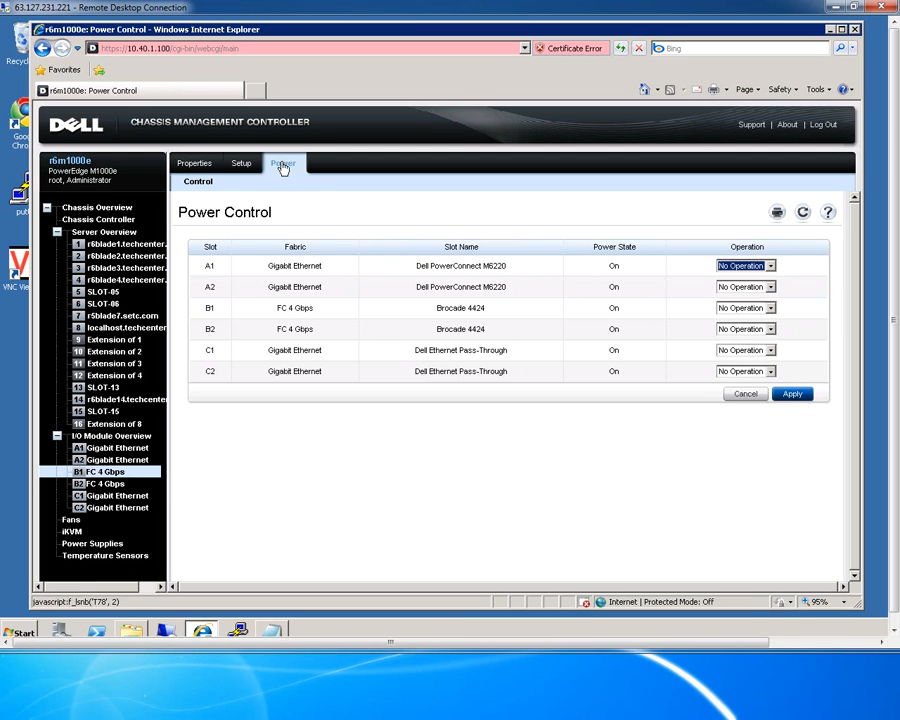 63.127.231.221 - Remote Desktop Connection
r6m1000e: Power Control - Windows Internet Explorer
https://10.40.1.100/cgi-bin/webcgi/main
Certificate Error
Bing
Favorites
r6m1000e: Power Control
Page
Safety
Tools
DELL
CHASSIS MANAGEMENT CONTROLLER
Support | About | Log Out
r6m1000e
PowerEdge M1000e
root, Administrator
Properties
Setup
Power
Control
Chassis Overview
Chassis Controller
Server Overview
1 r6blade1.techcenter.
2 r6blade2.techcenter.
3 r6blade3.techcenter.
4 r6blade4.techcenter.
5 SLOT-05
6 SLOT-06
7 r5blade7.setc.com
8 localhost.techcenter
9 Extension of 1
10 Extension of 2
11 Extension of 3
12 Extension of 4
13 SLOT-13
14 r6blade14.techcente
15 SLOT-15
16 Extension of 8
I/O Module Overview
A1 Gigabit Ethernet
A2 Gigabit Ethernet
B1 FC 4 Gbps
B2 FC 4 Gbps
C1 Gigabit Ethernet
C2 Gigabit Ethernet
Fans
iKVM
Power Supplies
Temperature Sensors
Power Control
Slot Fabric Slot Name Power State Operation
A1 Gigabit Ethernet Dell PowerConnect M6220 On No Operation
A2 Gigabit Ethernet Dell PowerConnect M6220 On No Operation
B1 FC 4 Gbps Brocade 4424 On No Operation
B2 FC 4 Gbps Brocade 4424 On No Operation
C1 Gigabit Ethernet Dell Ethernet Pass-Through On No Operation
C2 Gigabit Ethernet Dell Ethernet Pass-Through On No Operation
Cancel
Apply
javascript:f_lsnb('T78', 2)
Internet | Protected Mode: Off
95%
Start
Recyc
Goo
Chro
putt
VNC Vie